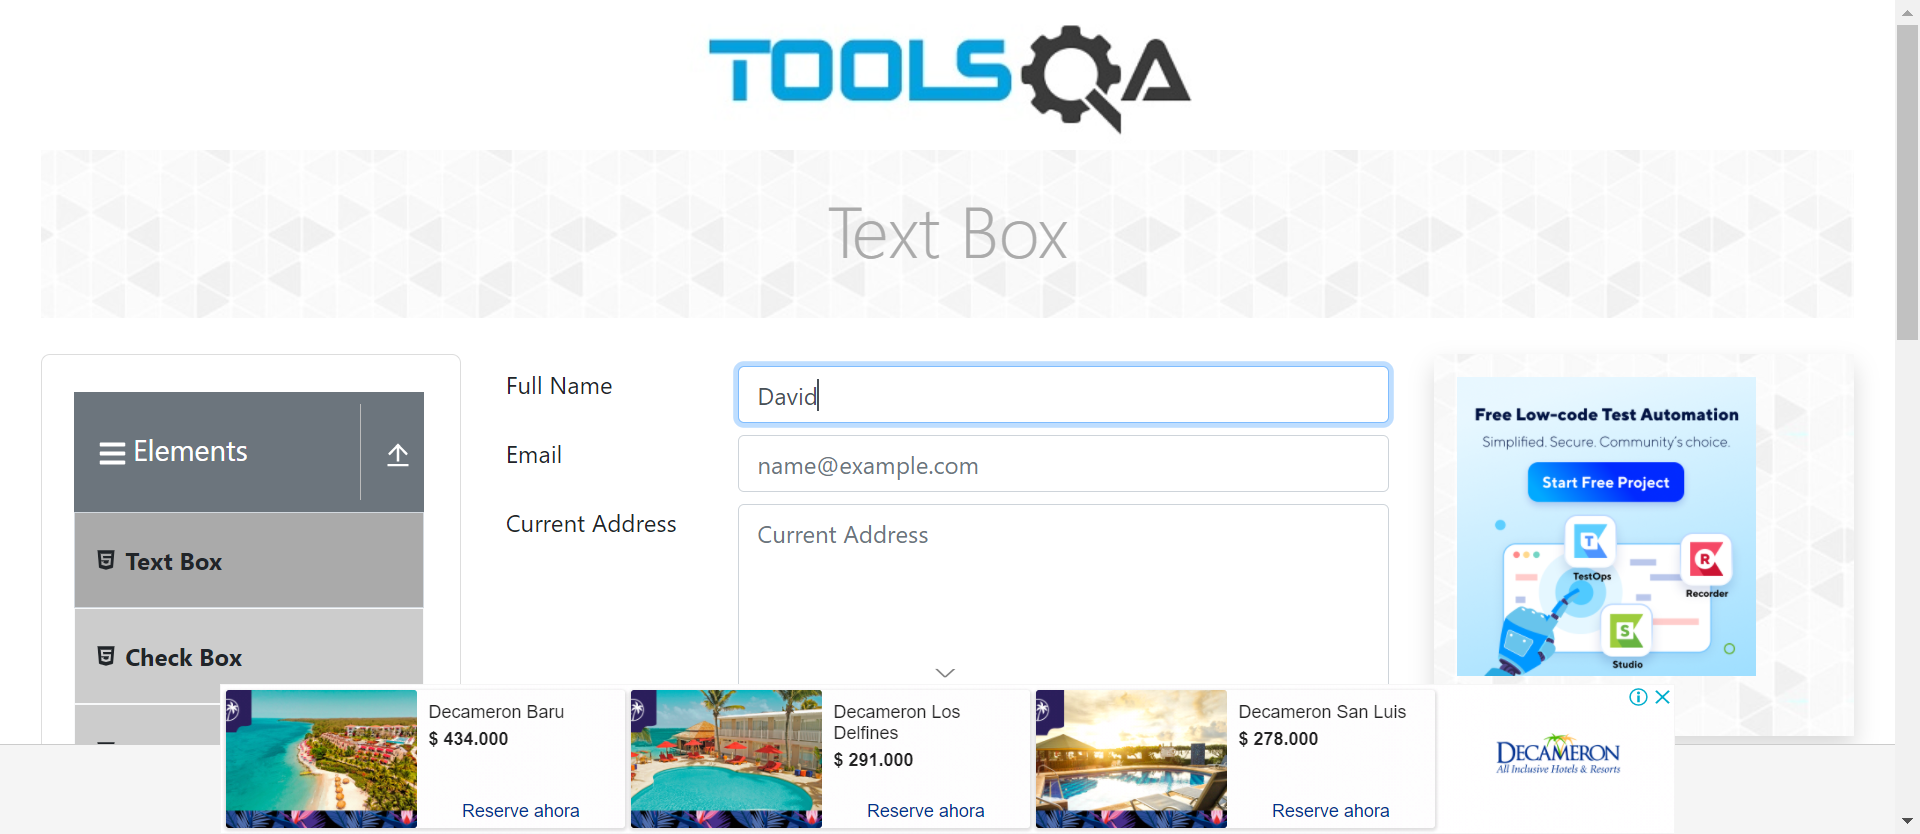 TOOLSQA
Text Box
Elements
Text Box
Check Box
Full Name
David
Email
name@example.com
Current Address
Current Address
Free Low-code Test Automation
Simplified. Secure. Community's choice.
Start Free Project
TestOps
Recorder
Studio
Decameron Baru
$ 434.000
Reserve ahora
Decameron Los
Delfines
$ 291.000
Reserve ahora
Decameron San Luis
$ 278.000
Reserve ahora
DECAMERON
All Inclusive Hotels & Resorts